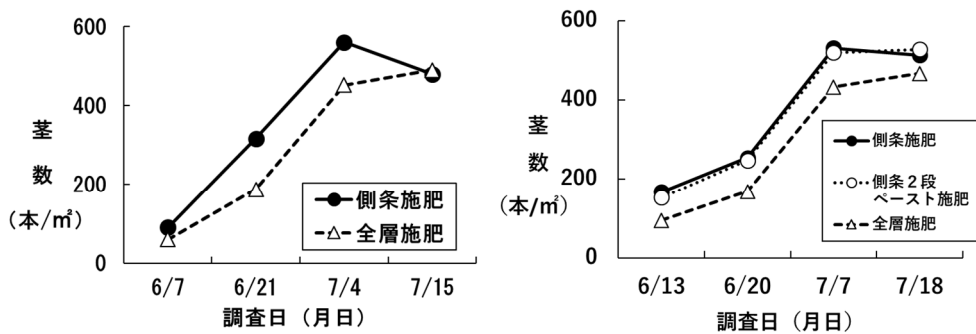 600
400
200
0
茎
数
(本/㎡)
6/7 6/21 7/4 7/15
調査日(月日)
側条施肥
全層施肥
600
400
200
0
茎
数
(本/㎡)
6/13 6/20 7/7 7/18
調査日(月日)
側条施肥
側条2段
ペースト施肥
全層施肥